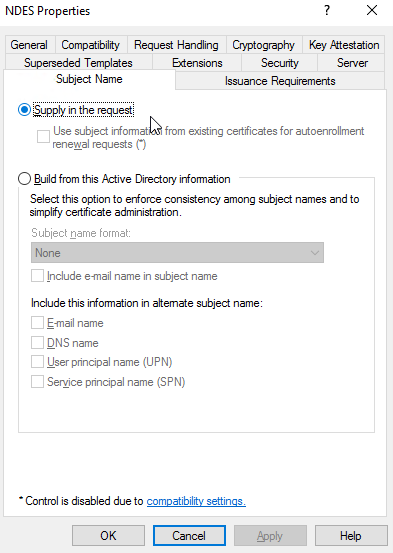 NDES Properties
General Compatibility Request Handling Cryptography Key Attestation
Superseded Templates Extensions Security Server
Subject Name Issuance Requirements
Supply in the request
Use subject information from existing certificates for autoenrollment
renewal requests (*)
Build from this Active Directory information
Select this option to enforce consistency among subject names and to
simplify certificate administration.
Subject name format:
None
Include e-mail name in subject name
Include this information in alternate subject name:
E-mail name
DNS name
User principal name (UPN)
Service principal name (SPN)
* Control is disabled due to compatibility settings.
OK Cancel Apply Help